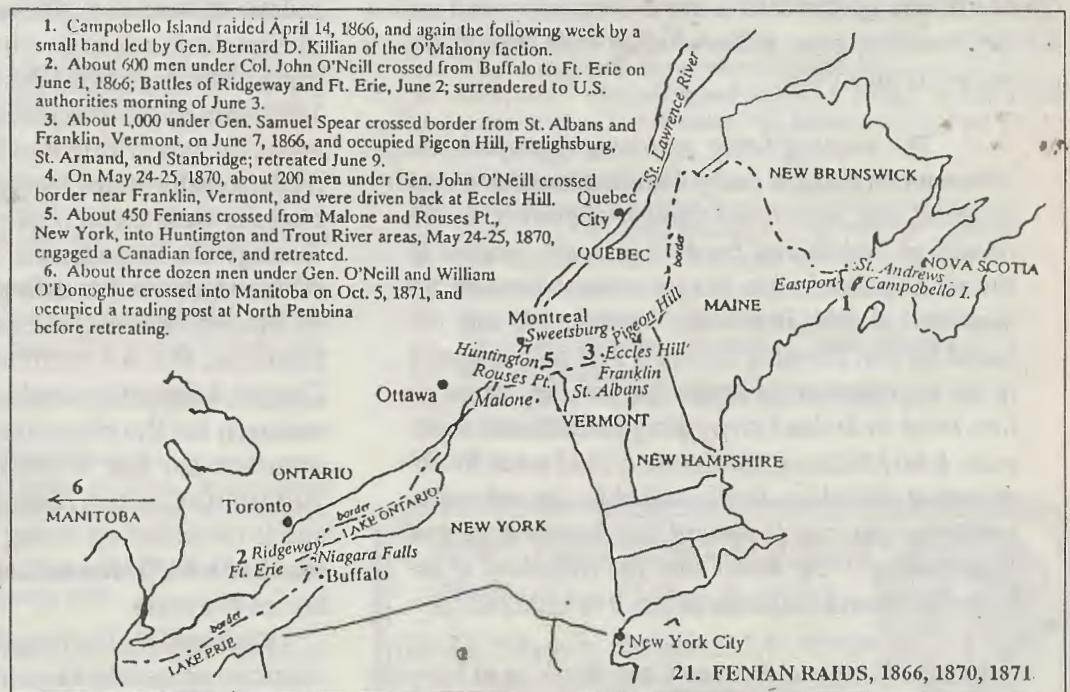 1. Campobello Island raided April 14, 1866, and again the following week by a
small band led by Gen. Bernard D. Killian of the O'Mahony faction.
2. About 600 men under Col. John O'Neill crossed from Buffalo to Ft. Erie on
June 1, 1866; Battles of Ridgeway and Ft. Erie, June 2; surrendered to U.S.
authorities morning of June 3.
3. About 1,000 under Gen. Samuel Spear crossed border from St. Albans and
Franklin, Vermont, on June 7, 1866, and occupied Pigeon Hill, Frelighsburg,
St. Armand, and Stanbridge; retreated June 9.
4. On May 24-25, 1870, about 200 men under Gen. John O'Neill crossed
border near Franklin, Vermont, and were driven back at Eccles Hill.
5. About 450 Fenians crossed from Malone and Rouses Pt.,
New York, into Huntington and Trout River areas, May 24-25, 1870,
engaged a Canadian force, and retreated.
6. About three dozen men under Gen. O'Neill and William
O'Donoghue crossed into Manitoba on Oct. 5, 1871, and
occupied a trading post at North Pembina
before retreating.
St. Lawrence River
NEW BRUNSWICK
Quebec
City
QUÉBEC
border
NOVA SCOTIA
St. Andrews
Eastport
Campobello I.
1
MAINE
Montreal
Pigeon Hill
Sweetsburg
Huntington
5
3
Eccles Hill
Rouses Pt.
Franklin
Ottawa
Malone
St. Albans
VERMONT
NEW HAMPSHIRE
ONTARIO
6
MANITOBA
Toronto
border
LAKE ONTARIO
NEW YORK
2
Ridgeway
Niagara Falls
Ft. Erie
Buffalo
border
LAKE ERIE
New York City
21. FENIAN RAIDS, 1866, 1870, 1871